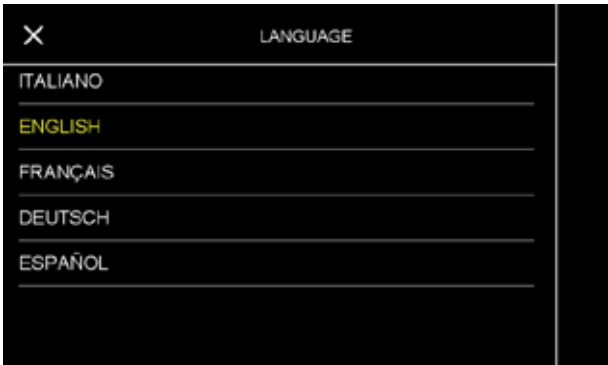 LANGUAGE
ITALIANO
ENGLISH
FRANÇAIS
DEUTSCH
ESPAÑOL